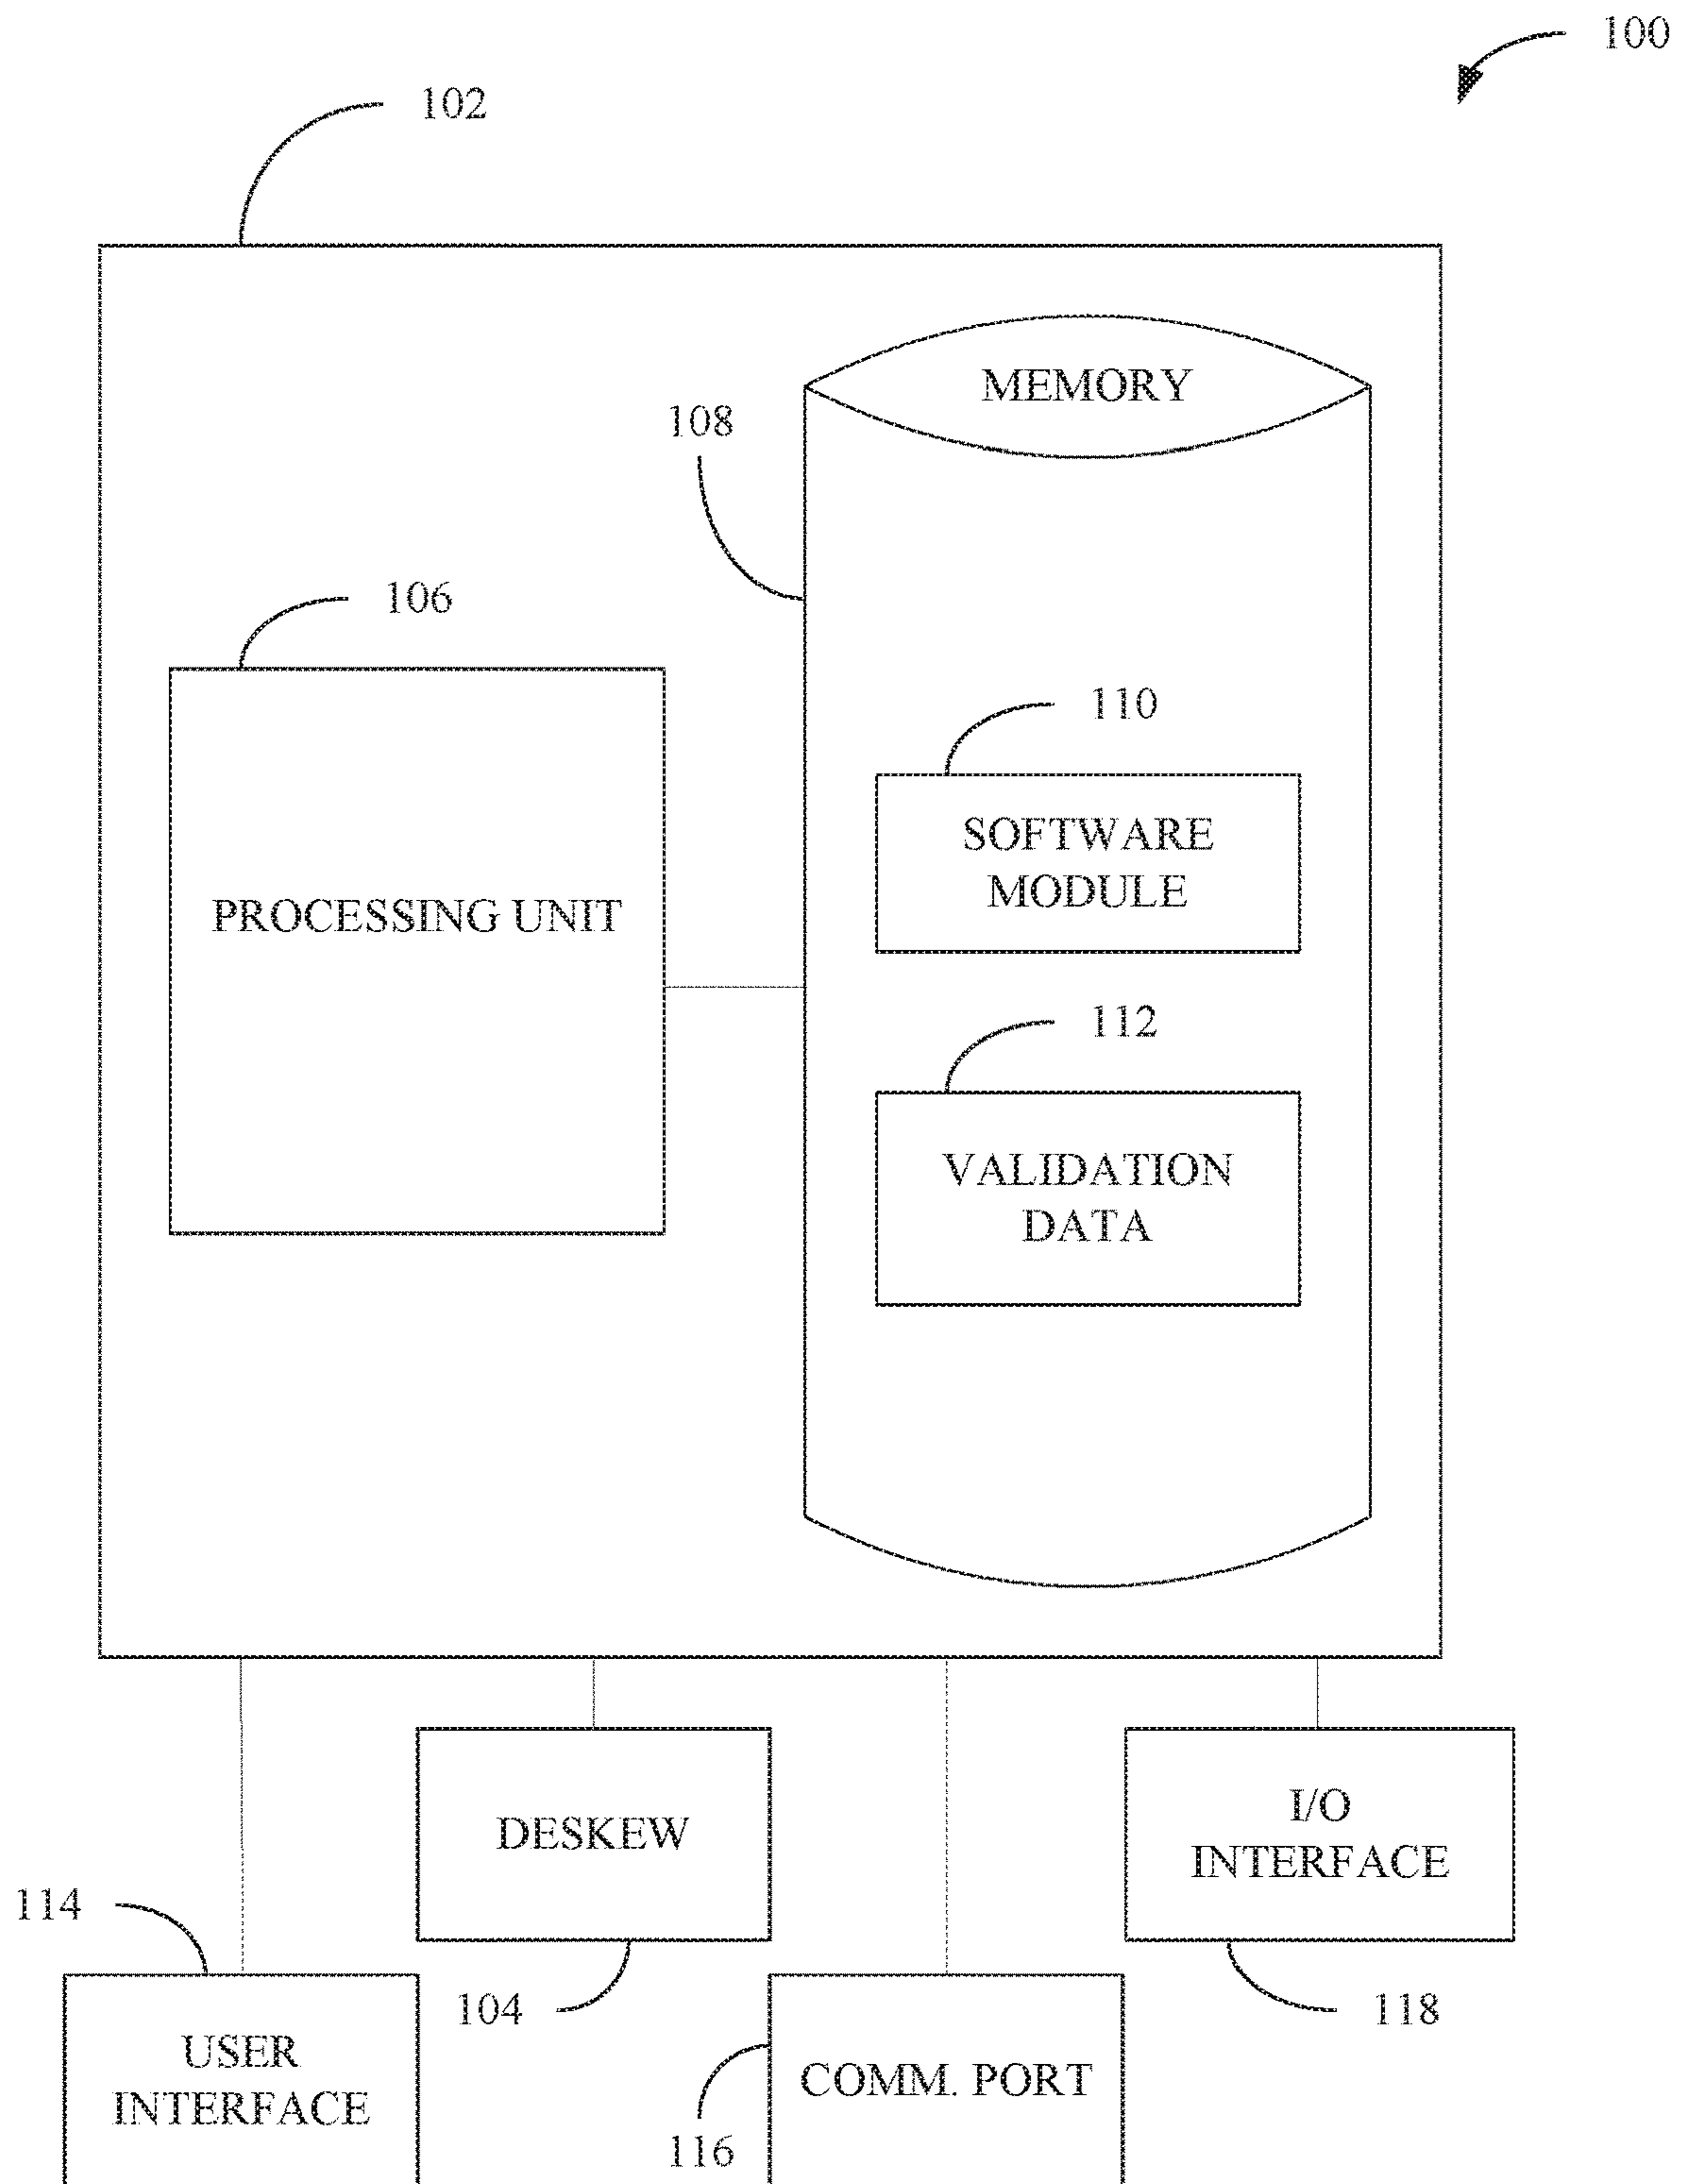 100
102
MEMORY
108
106
110
SOFTWARE
MODULE
PROCESSING UNIT
112
VALIDATION
DATA
I/O
INTERFACE
DESKEW
114
104
118
USER
INTERFACE
COMM. PORT
116